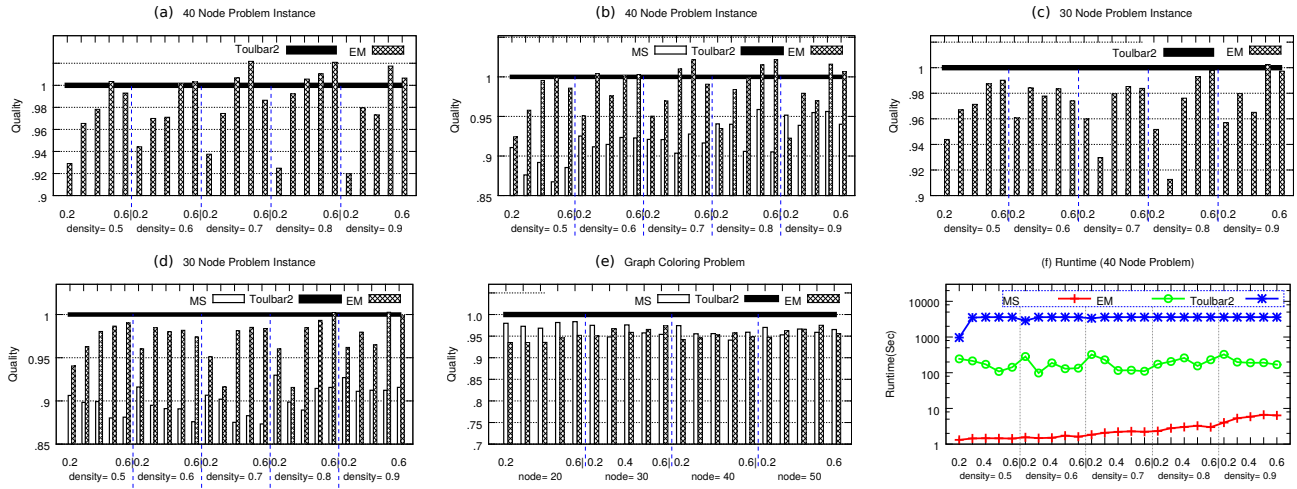 (a) 40 Node Problem Instance
Toulbar2 EM
Quality
1
.98
.96
.94
.92
.9
0.2 0.6 0.2 0.6 0.2 0.6 0.2 0.6 0.2 0.6
density= 0.5 density= 0.6 density= 0.7 density= 0.8 density= 0.9
(b) 40 Node Problem Instance
MS Toulbar2 EM
Quality
1
0.95
.9
.85
0.2 0.6 0.2 0.6 0.2 0.6 0.2 0.6 0.2 0.6
density= 0.5 density= 0.6 density= 0.7 density= 0.8 density= 0.9
(c) 30 Node Problem Instance
Toulbar2 EM
Quality
1
.98
.96
.94
.92
.9
0.2 0.6 0.2 0.6 0.2 0.6 0.2 0.6 0.2 0.6
density= 0.5 density= 0.6 density= 0.7 density= 0.8 density= 0.9
(d) 30 Node Problem Instance
MS Toulbar2 EM
Quality
1
0.95
.9
.85
0.2 0.6 0.2 0.6 0.2 0.6 0.2 0.6 0.2 0.6
density= 0.5 density= 0.6 density= 0.7 density= 0.8 density= 0.9
(e) Graph Coloring Problem
MS Toulbar2 EM
Quality
1.0
.95
.9
.85
.75
.7
0.2 0.6 0.2 0.4 0.6 0.2 0.6 0.2 0.6
node= 20 node= 30 node= 40 node= 50
(f) Runtime (40 Node Problem)
MS EM Toulbar2
Runtime(Sec)
10000
1000
100
10
1
0.2 0.4 0.6 0.2 0.4 0.6 0.2 0.4 0.6 0.2 0.4 0.6 0.2 0.4 0.6
density= 0.5 density= 0.6 density= 0.7 density= 0.8 density= 0.9